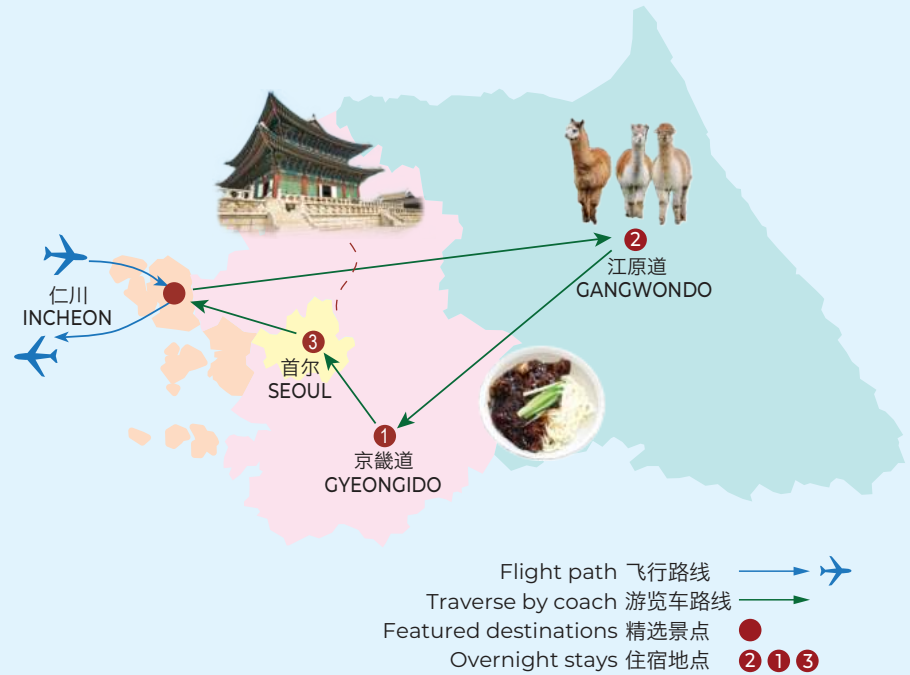 2
江原道
GANGWONDO
仁川
INCHEON
3
首尔
SEOUL
1
京畿道
GYEONGIDO
Flight path 飞行路线
Traverse by coach 游览车路线
Featured destinations 精选景点
Overnight stays 住宿地点 2 1 3